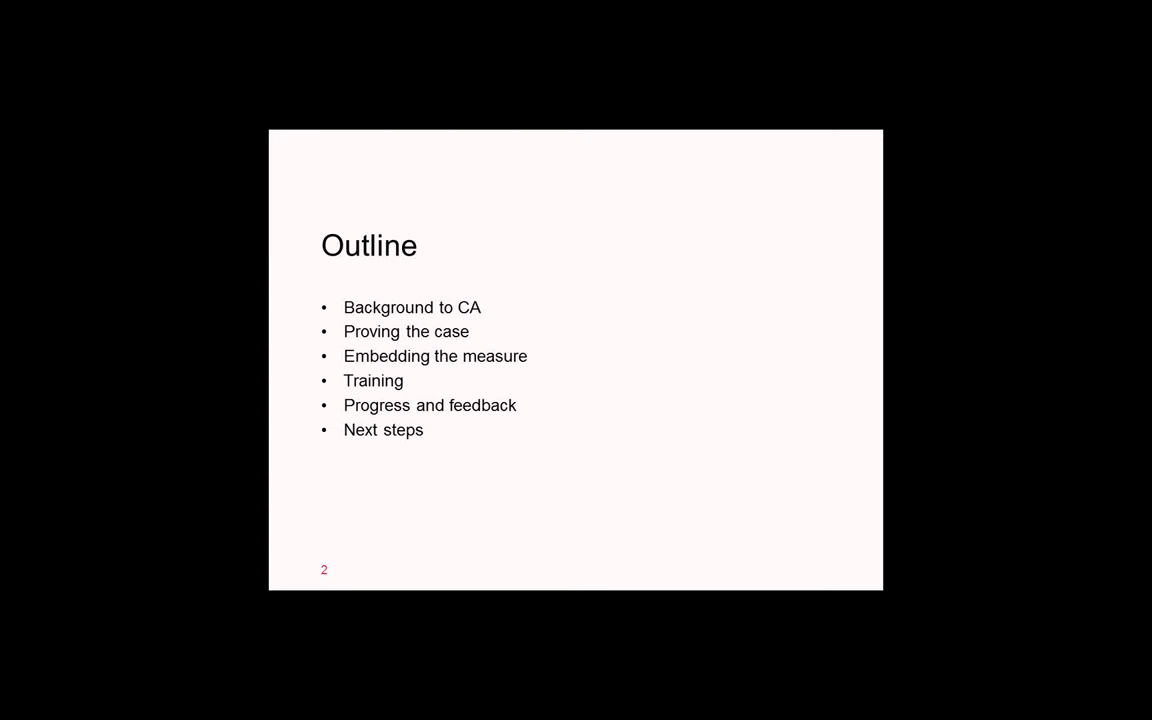 Outline
• Background to CA
• Proving the case
• Embedding the measure
• Training
• Progress and feedback
• Next steps
2